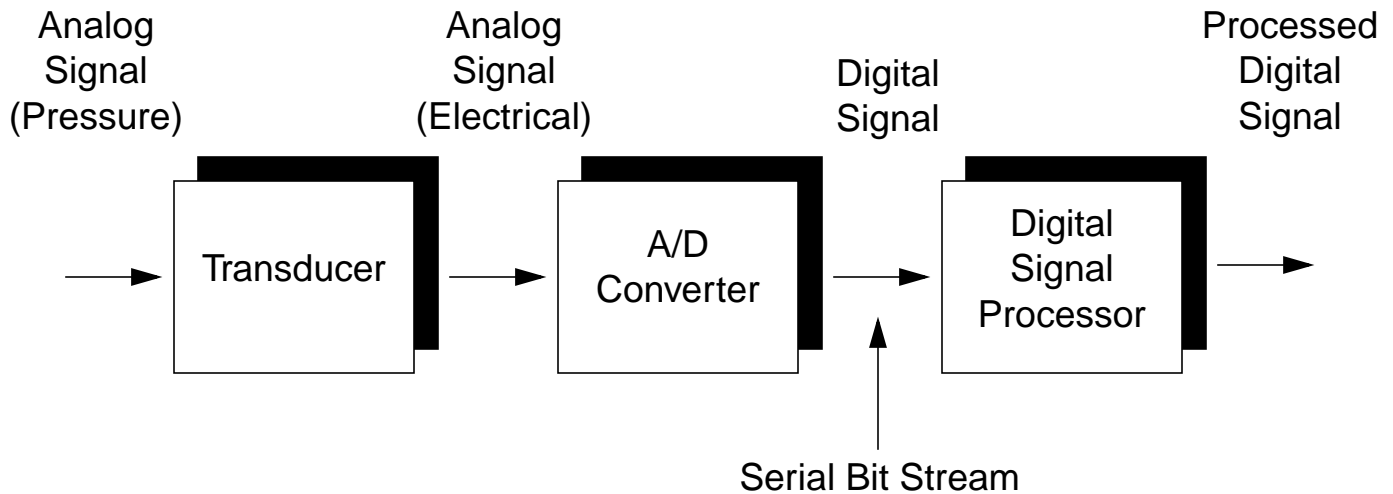 Analog
Signal
(Pressure)
Analog
Signal
(Electrical)
Digital
Signal
Processed
Digital
Signal
Transducer
A/D
Converter
Digital
Signal
Processor
Serial Bit Stream